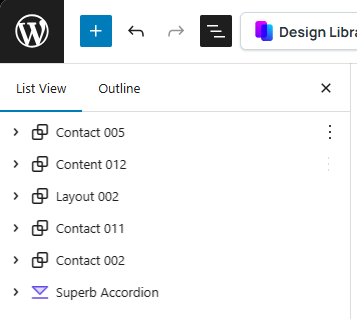 Design Libra
List View Outline
Contact 005
Content 012
Layout 002
Contact 011
Contact 002
Superb Accordion